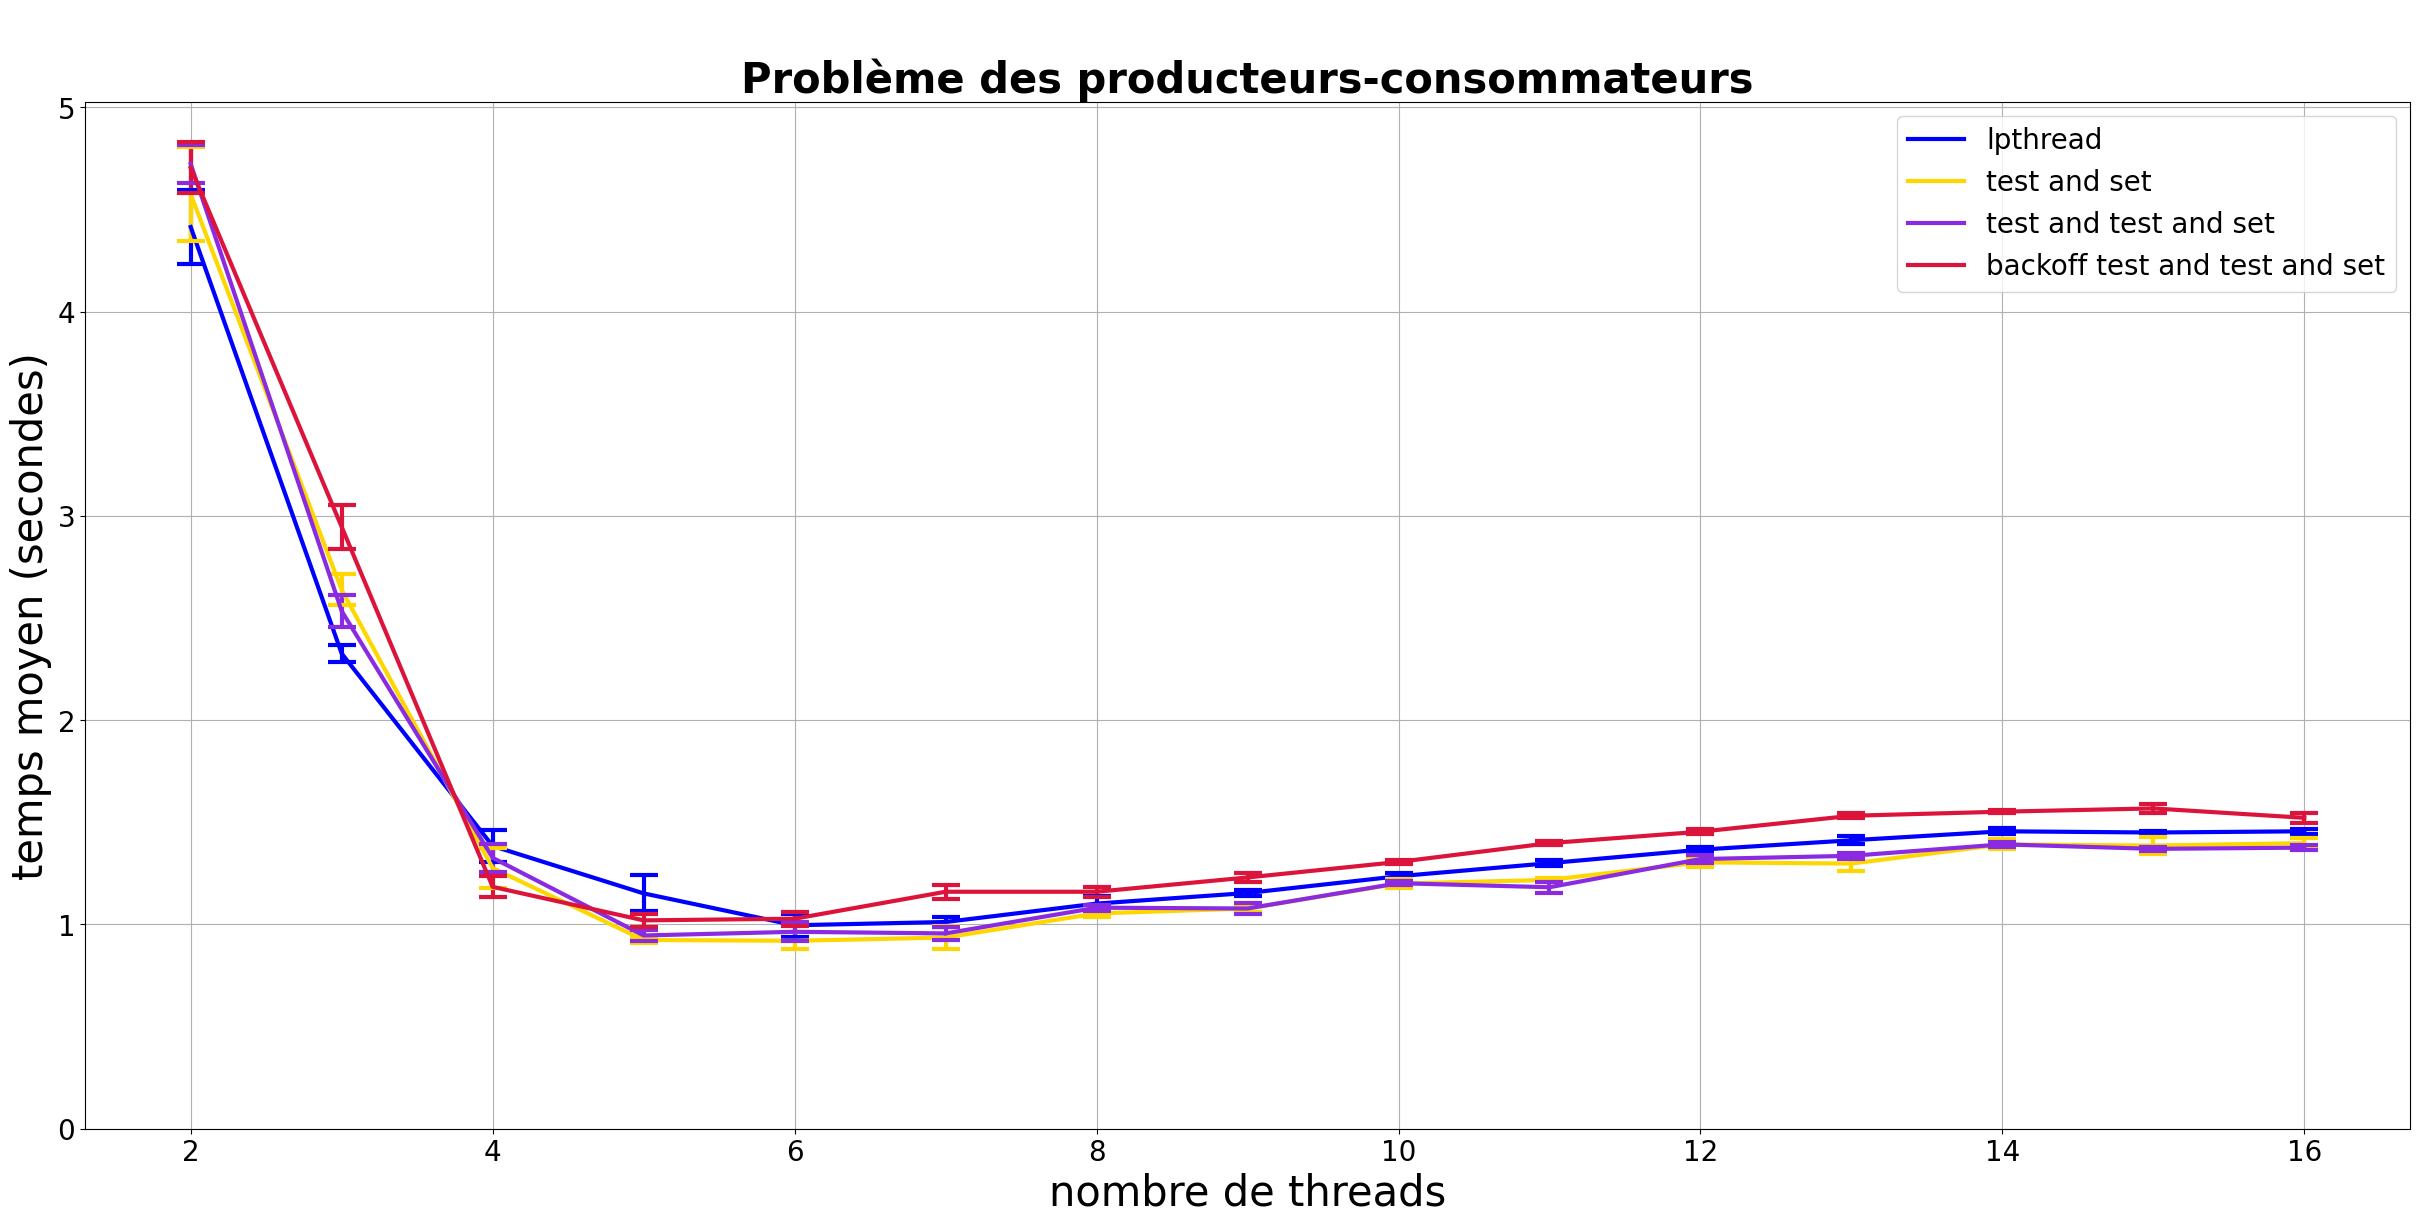 Problème des producteurs-consommateurs
5
4
3
2
1
0
temps moyen (secondes)
lpthread
test and set
test and test and set
backoff test and test and set
2 4 6 8 10 12 14 16
nombre de threads